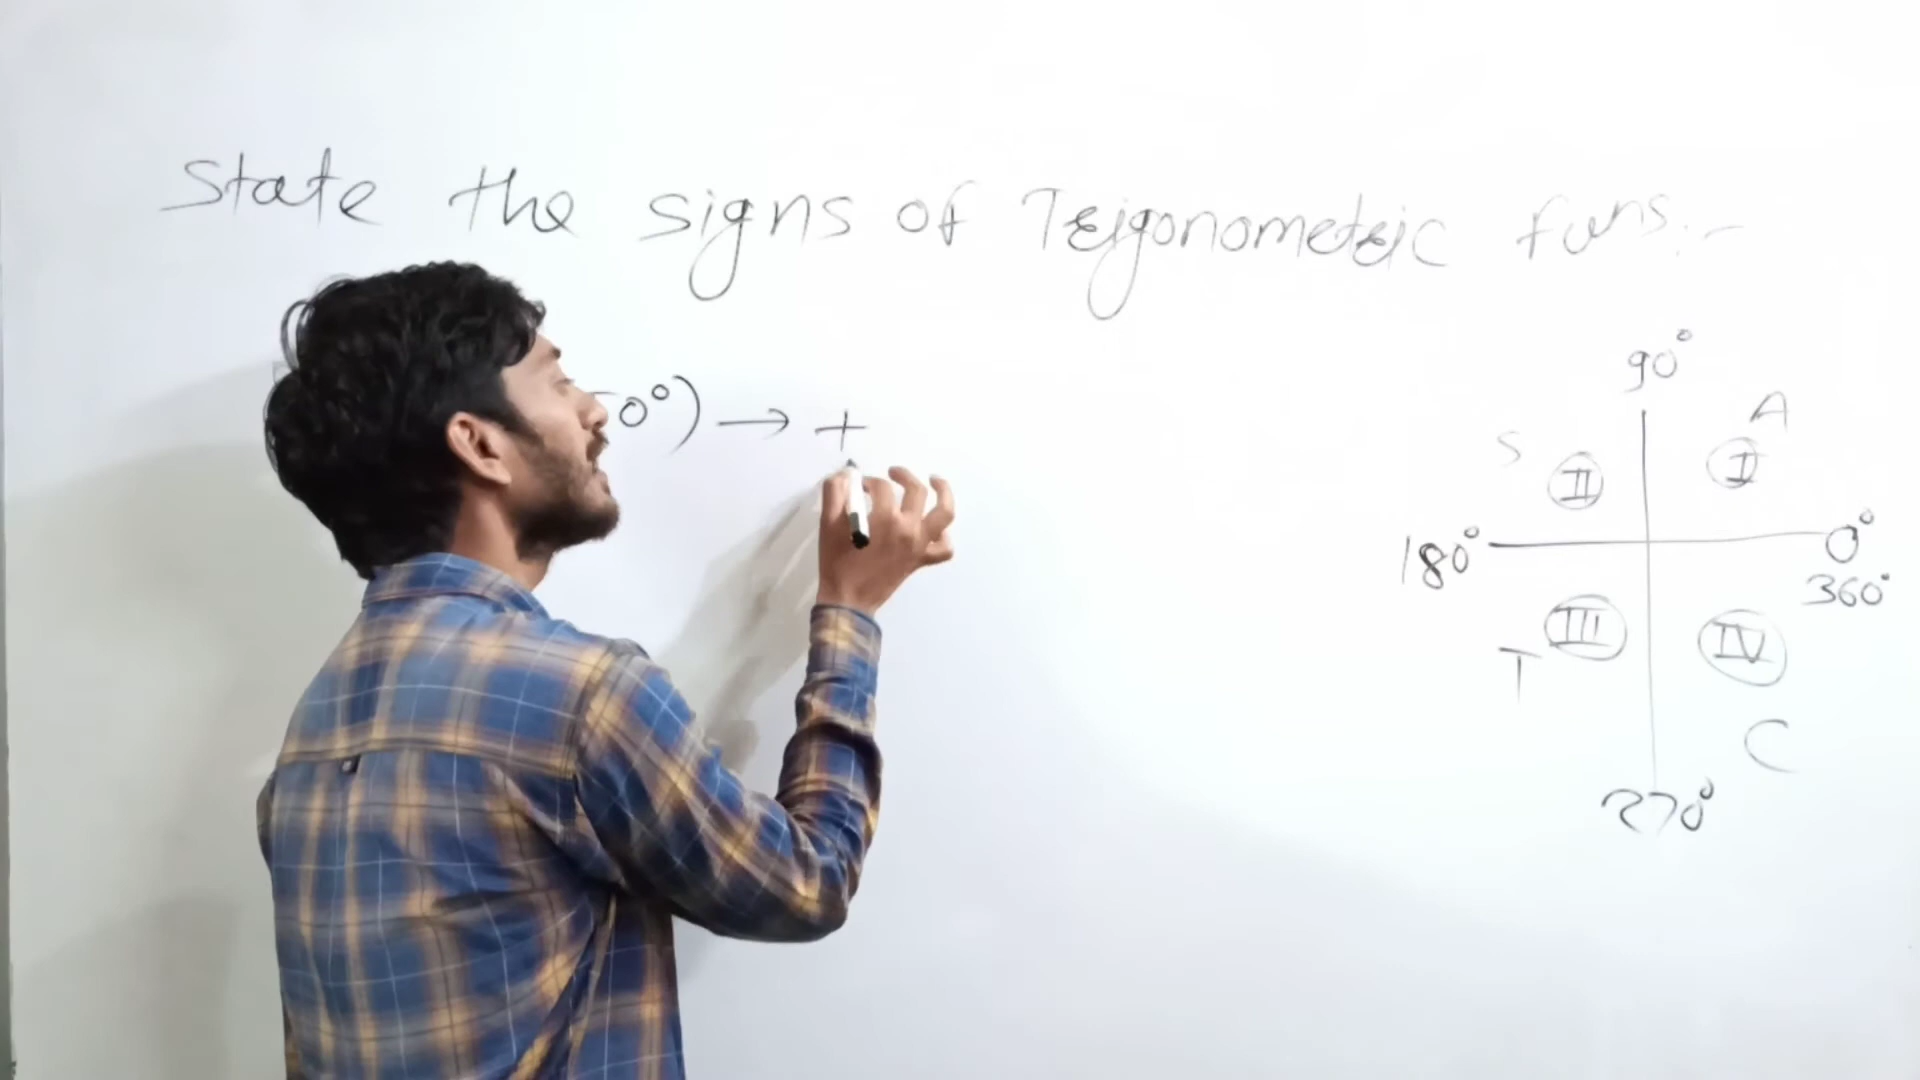 State the signs of Trigonometric funs:-
0°) → +
90°
A
S
II
I
180°
0°
360°
III
IV
T
C
270°